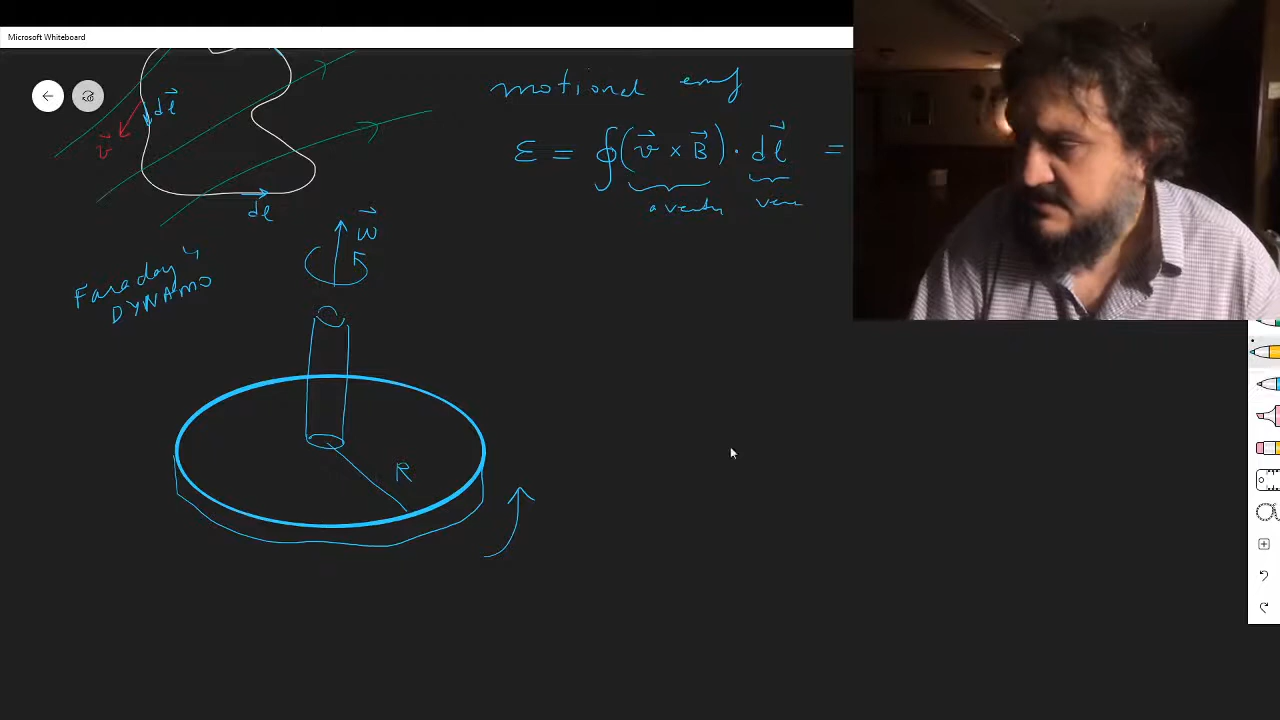 Microsoft Whiteboard
motional emf
dl⃗
v⃗
ε = ∮(v⃗ × B⃗) · dl⃗ =
a vector
dl
ω⃗
Faraday's
DYNAMO
R